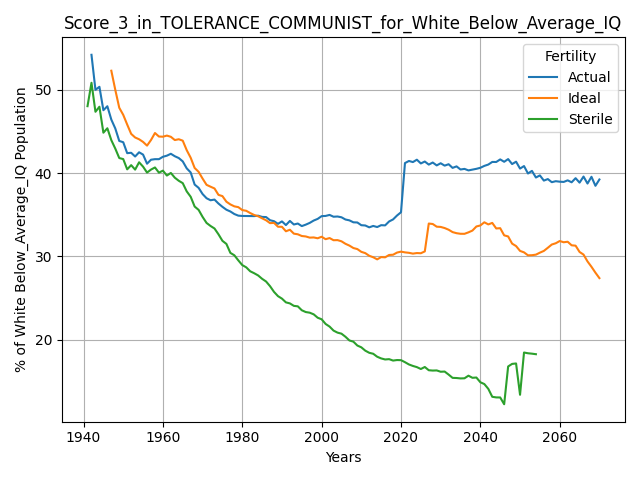 Score_3_in_TOLERANCE_COMMUNIST_for_White_Below_Average_IQ
% of White Below_Average_IQ Population
50
40
30
20
Fertility
Actual
Ideal
Sterile
1940 1960 1980 2000 2020 2040 2060
Years